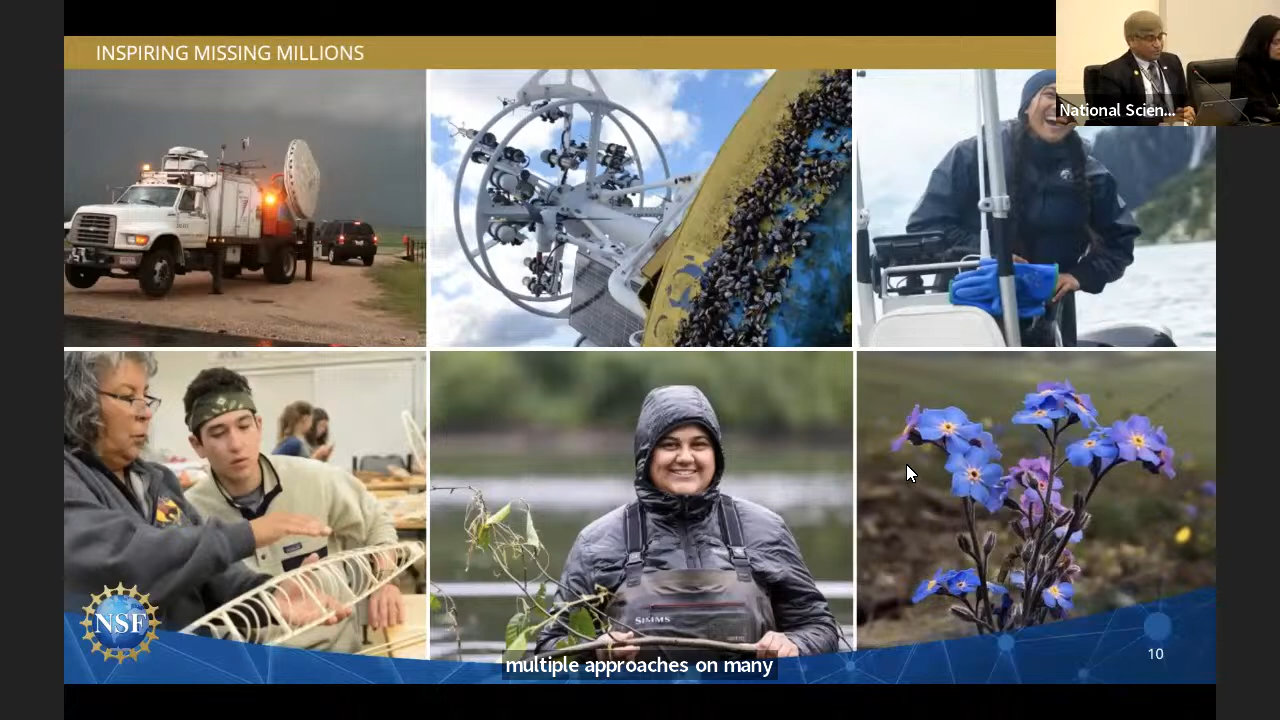 INSPIRING MISSING MILLIONS
National Scien...
SIMMS
NSF
10
multiple approaches on many